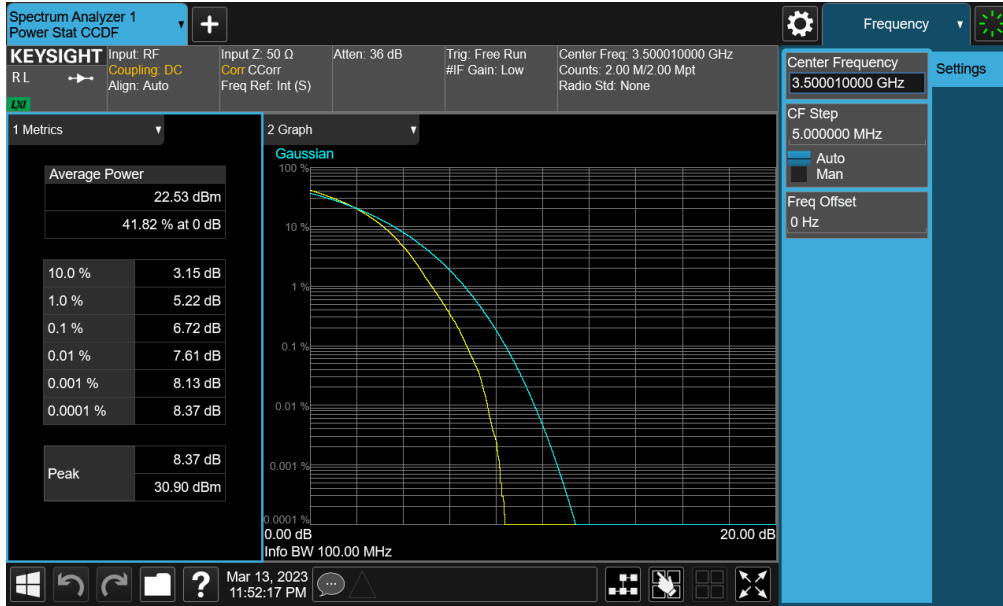 Spectrum Analyzer 1
Power Stat CCDF
Frequency
KEYSIGHT
R L
LXI
Input: RF
Coupling: DC
Align: Auto
Input Z: 50 Ω
Corr CCorr
Freq Ref: Int (S)
Atten: 36 dB
Trig: Free Run
#IF Gain: Low
Center Freq: 3.500010000 GHz
Counts: 2.00 M/2.00 Mpt
Radio Std: None
Center Frequency
3.500010000 GHz
Settings
CF Step
5.000000 MHz
Auto
Man
Freq Offset
0 Hz
1 Metrics
Average Power
22.53 dBm
41.82 % at 0 dB
10.0 % 3.15 dB
1.0 % 5.22 dB
0.1 % 6.72 dB
0.01 % 7.61 dB
0.001 % 8.13 dB
0.0001 % 8.37 dB
Peak
8.37 dB
30.90 dBm
2 Graph
Gaussian
100 %
10 %
1 %
0.1 %
0.01 %
0.001 %
0.0001 %
0.00 dB 20.00 dB
Info BW 100.00 MHz
?
Mar 13, 2023
11:52:17 PM